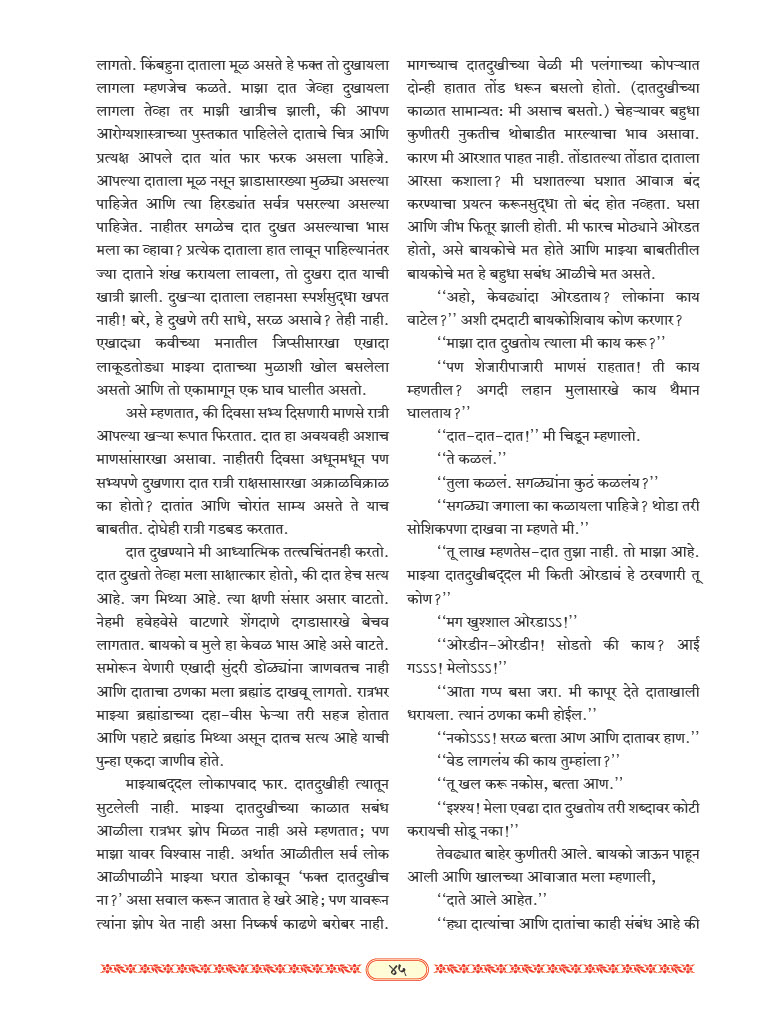 लागतो. किंबहुना दाताला मूळ असते हे फक्त तो दुखायला
लागला म्हणजेच कळते. माझा दात जेव्हा दुखायला
लागला तेव्हा तर माझी खात्रीच झाली, की आपण
आरोग्यशास्त्राच्या पुस्तकात पाहिलेले दाताचे चित्र आणि
प्रत्यक्ष आपले दात यांत फार फरक असला पाहिजे.
आपल्या दाताला मूळ नसून झाडासारख्या मुळ्या असल्या
पाहिजेत आणि त्या हिरड्यांत सर्वत्र पसरल्या असल्या
पाहिजेत. नाहीतर सगळेच दात दुखत असल्याचा भास
मला का व्हावा? प्रत्येक दाताला हात लावून पाहिल्यानंतर
ज्या दाताने शंख करायला लावला, तो दुखरा दात याची
खात्री झाली. दुखऱ्या दाताला लहानसा स्पर्शसुद्धा खपत
नाही! बरे, हे दुखणे तरी साधे, सरळ असावे? तेही नाही.
एखाद्या कवीच्या मनातील जिप्सीसारखा एखादा
लाकूडतोड्या माझ्या दाताच्या मुळाशी खोल बसलेला
असतो आणि तो एकामागून एक घाव घालीत असतो.
असे म्हणतात, की दिवसा सभ्य दिसणारी माणसे रात्री
आपल्या खऱ्या रूपात फिरतात. दात हा अवयवही अशाच
माणसांसारखा असावा. नाहीतरी दिवसा अधूनमधून पण
सभ्यपणे दुखणारा दात रात्री राक्षसासारखा अक्राळविक्राळ
का होतो? दातांत आणि चोरांत साम्य असते ते याच
बाबतीत. दोघेही रात्री गडबड करतात.
दात दुखण्याने मी आध्यात्मिक तत्त्वचिंतनही करतो.
दात दुखतो तेव्हा मला साक्षात्कार होतो, की दात हेच सत्य
आहे. जग मिथ्या आहे. त्या क्षणी संसार असार वाटतो.
नेहमी हवेहवेसे वाटणारे शेंगदाणे दगडासारखे बेचव
लागतात. बायको व मुले हा केवळ भास आहे असे वाटते.
समोरून येणारी एखादी सुंदरी डोळ्यांना जाणवतच नाही
आणि दाताचा ठणका मला ब्रह्मांड दाखवू लागतो. रात्रभर
माझ्या ब्रह्मांडाच्या दहा-वीस फेऱ्या तरी सहज होतात
आणि पहाटे ब्रह्मांड मिथ्या असून दातच सत्य आहे याची
पुन्हा एकदा जाणीव होते.
माझ्याबद्दल लोकापवाद फार. दातदुखीही त्यातून
सुटलेली नाही. माझ्या दातदुखीच्या काळात सबंध
आळीला रात्रभर झोप मिळत नाही असे म्हणतात; पण
माझा यावर विश्वास नाही. अर्थात आळीतील सर्व लोक
आळीपाळीने माझ्या घरात डोकावून ‘फक्त दातदुखीच
ना?’ असा सवाल करून जातात हे खरे आहे; पण यावरून
त्यांना झोप येत नाही असा निष्कर्ष काढणे बरोबर नाही.
मागच्याच दातदुखीच्या वेळी मी पलंगाच्या कोपऱ्यात
दोन्ही हातात तोंड धरून बसलो होतो. (दातदुखीच्या
काळात सामान्यतः मी असाच बसतो.) चेहऱ्यावर बहुधा
कुणीतरी नुकतीच थोबाडीत मारल्याचा भाव असावा.
कारण मी आरशात पाहत नाही. तोंडातल्या तोंडात दाताला
आरसा कशाला? मी घशातल्या घशात आवाज बंद
करण्याचा प्रयत्न करूनसुद्धा तो बंद होत नव्हता. घसा
आणि जीभ फितूर झाली होती. मी फारच मोठ्याने ओरडत
होतो, असे बायकोचे मत होते आणि माझ्या बाबतीतील
बायकोचे मत हे बहुधा सबंध आळीचे मत असते.
‘‘अहो, केवढ्यांदा ओरडताय? लोकांना काय
वाटेल?’’ अशी दमदाटी बायकोशिवाय कोण करणार?
‘‘माझा दात दुखतोय त्याला मी काय करू?’’
‘‘पण शेजारीपाजारी माणसं राहतात! ती काय
म्हणतील? अगदी लहान मुलासारखे काय थैमान
घालताय?’’
‘‘दात-दात-दात!’’ मी चिडून म्हणालो.
‘‘ते कळलं.’’
‘‘तुला कळलं. सगळ्यांना कुठं कळलंय?’’
‘‘सगळ्या जगाला का कळायला पाहिजे? थोडा तरी
सोशिकपणा दाखवा ना म्हणते मी.’’
‘‘तू लाख म्हणतेस-दात तुझा नाही. तो माझा आहे.
माझ्या दातदुखीबद्दल मी किती ओरडावं हे ठरवणारी तू
कोण?’’
‘‘मग खुश्शाल ओरडाऽऽ!’’
‘‘ओरडीन-ओरडीन! सोडतो की काय? आई
गऽऽऽ! मेलोऽऽऽ!’’
‘‘आता गप्प बसा जरा. मी कापूर देते दाताखाली
धरायला. त्यानं ठणका कमी होईल.’’
‘‘नकोऽऽऽ! सरळ बत्ता आण आणि दातावर हाण.’’
‘‘वेड लागलंय की काय तुम्हांला?’’
‘‘तू खल करू नकोस, बत्ता आण.’’
‘‘इश्श्य! मेला एवढा दात दुखतोय तरी शब्दावर कोटी
करायची सोडू नका!’’
तेवढ्यात बाहेर कुणीतरी आले. बायको जाऊन पाहून
आली आणि खालच्या आवाजात मला म्हणाली,
‘‘दाते आले आहेत.’’
‘‘ह्या दात्यांचा आणि दातांचा काही संबंध आहे की
४५